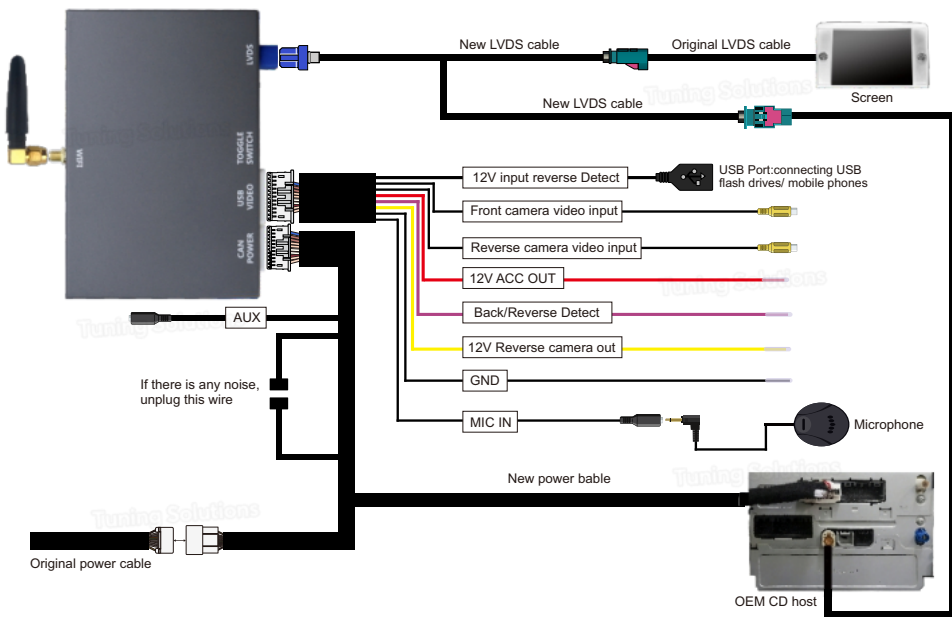 New LVDS cable
Original LVDS cable
LVDS
Screen
New LVDS cable
Tuning Solutions
Tuning Solutions
TOGGLE
SWITCH
WIFI
12V input reverse Detect
USB Port:connecting USB
flash drives/ mobile phones
USB
VIDEO
Front camera video input
Reverse camera video input
CAN
POWER
12V ACC OUT
Tuning Solutions
Back/Reverse Detect
AUX
Tuning Solutions
12V Reverse camera out
If there is any noise,
unplug this wire
GND
MIC IN
Microphone
New power bable
Tuning Solutions
Tuning Solutions
Original power cable
OEM CD host